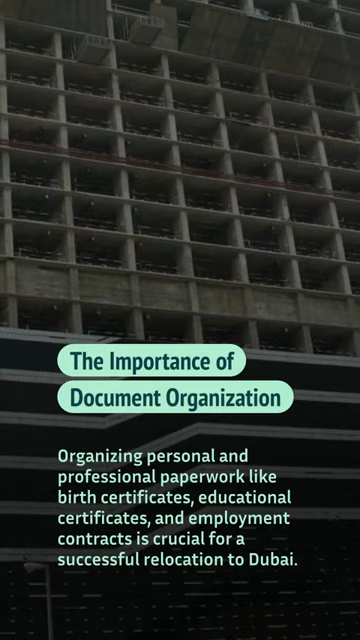 The Importance of
Document Organization
Organizing personal and
professional paperwork like
birth certificates, educational
certificates, and employment
contracts is crucial for a
successful relocation to Dubai.